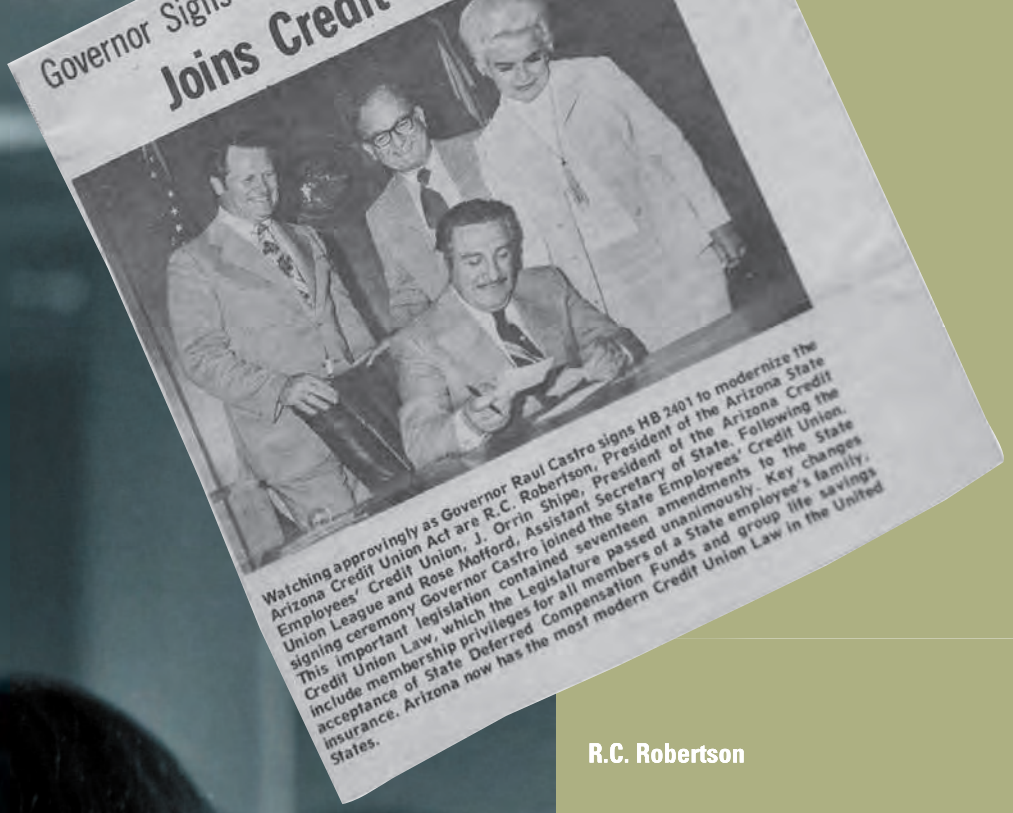 Governor Signs
Joins Credit
Watching approvingly as Governor Raul Castro signs HB 2401 to modernize the
Arizona Credit Union Act are R.C. Robertson, President of the Arizona State
Employees' Credit Union, J. Orrin Shipe, President of the Arizona Credit
Union League and Rose Mofford, Assistant Secretary of State. Following the
signing ceremony Governor Castro joined the State Employees' Credit Union.
This important legislation contained seventeen amendments to the State
Credit Union Law, which the Legislature passed unanimously. Key changes
include membership privileges for all members of a State employee's family,
acceptance of State Deferred Compensation Funds and group life savings
insurance. Arizona now has the most modern Credit Union Law in the United
States.
R.C. Robertson